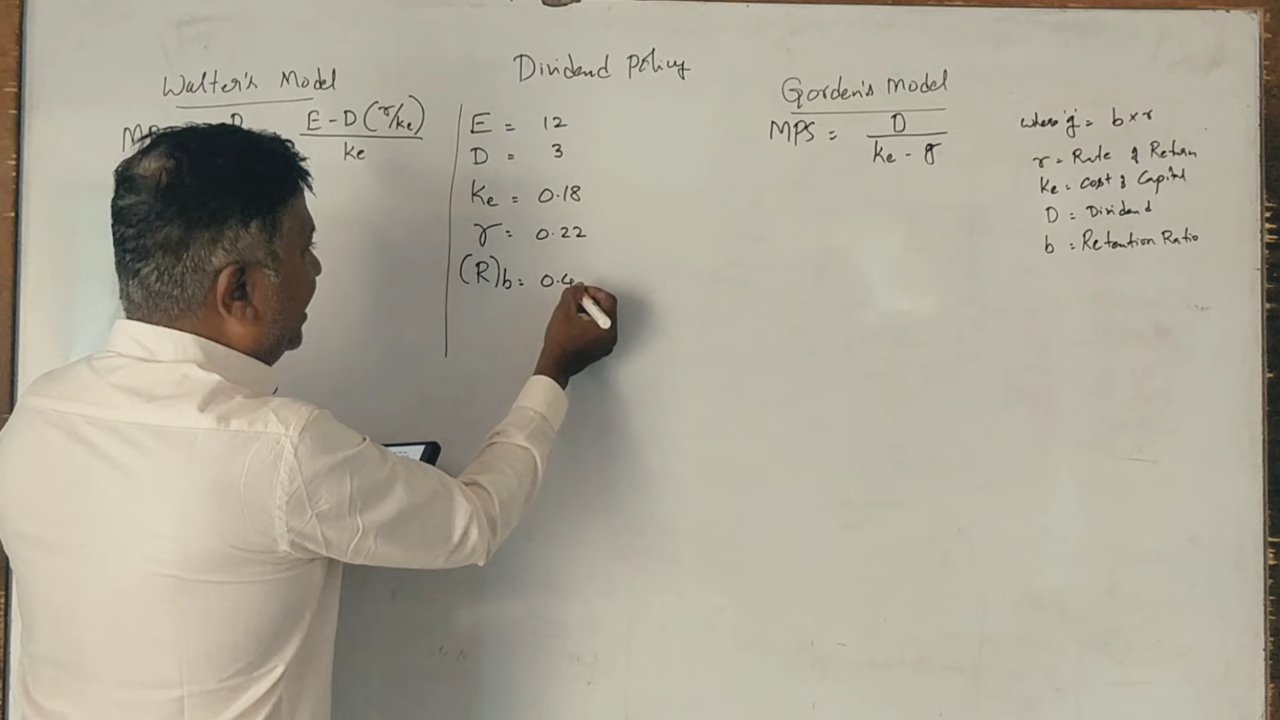 Dividend Policy
Walter's Model
D E - D (r/ke)
Ke
E = 12
D = 3
Ke = 0.18
r = 0.22
(R) b = 0.4
Gorden's Model
MPS = D
Ke - g
where 'g' = b x r
r = Rate of Return
Ke = Cost of Capital
D = Dividend
b = Retention Ratio